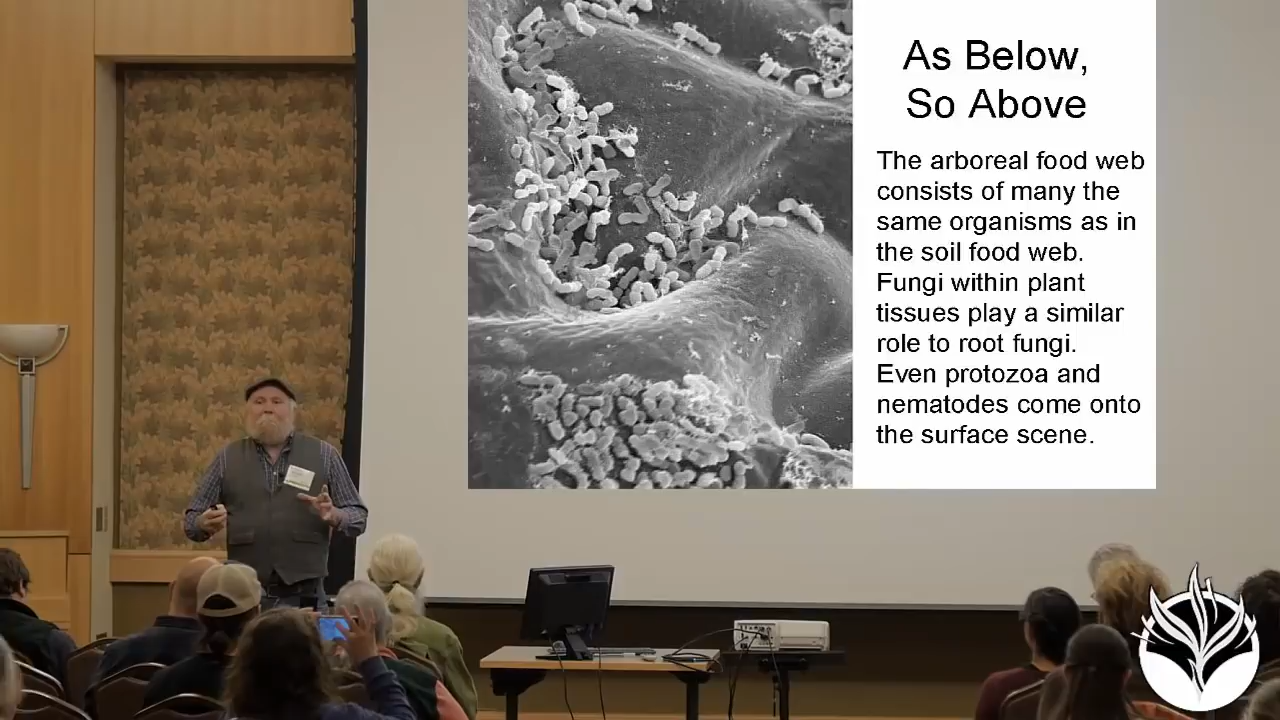 As Below,
So Above
The arboreal food web
consists of many the
same organisms as in
the soil food web.
Fungi within plant
tissues play a similar
role to root fungi.
Even protozoa and
nematodes come onto
the surface scene.